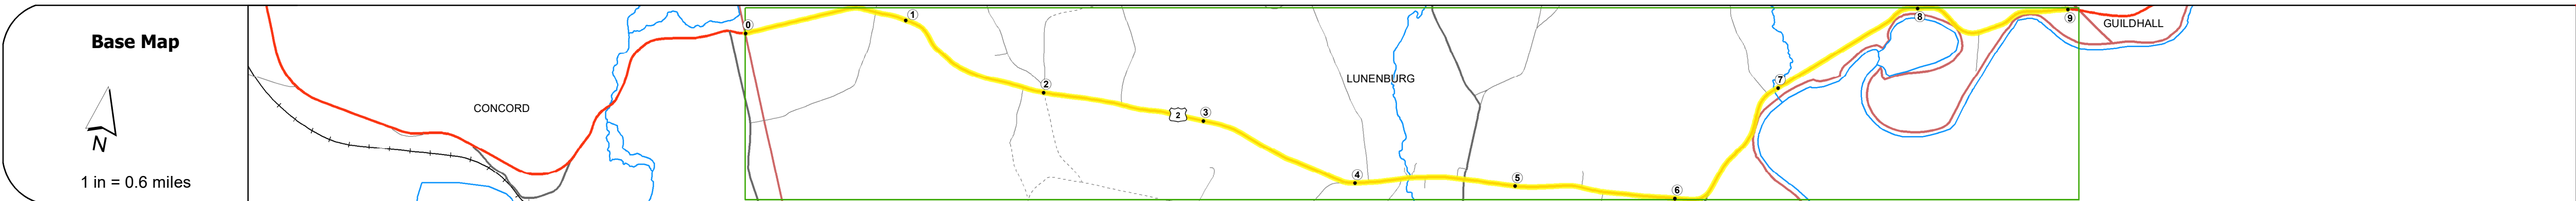 Base Map
N
1 in = 0.6 miles
CONCORD
0
1
2
2
3
LUNENBURG
4
5
6
7
8
9
GUILDHALL